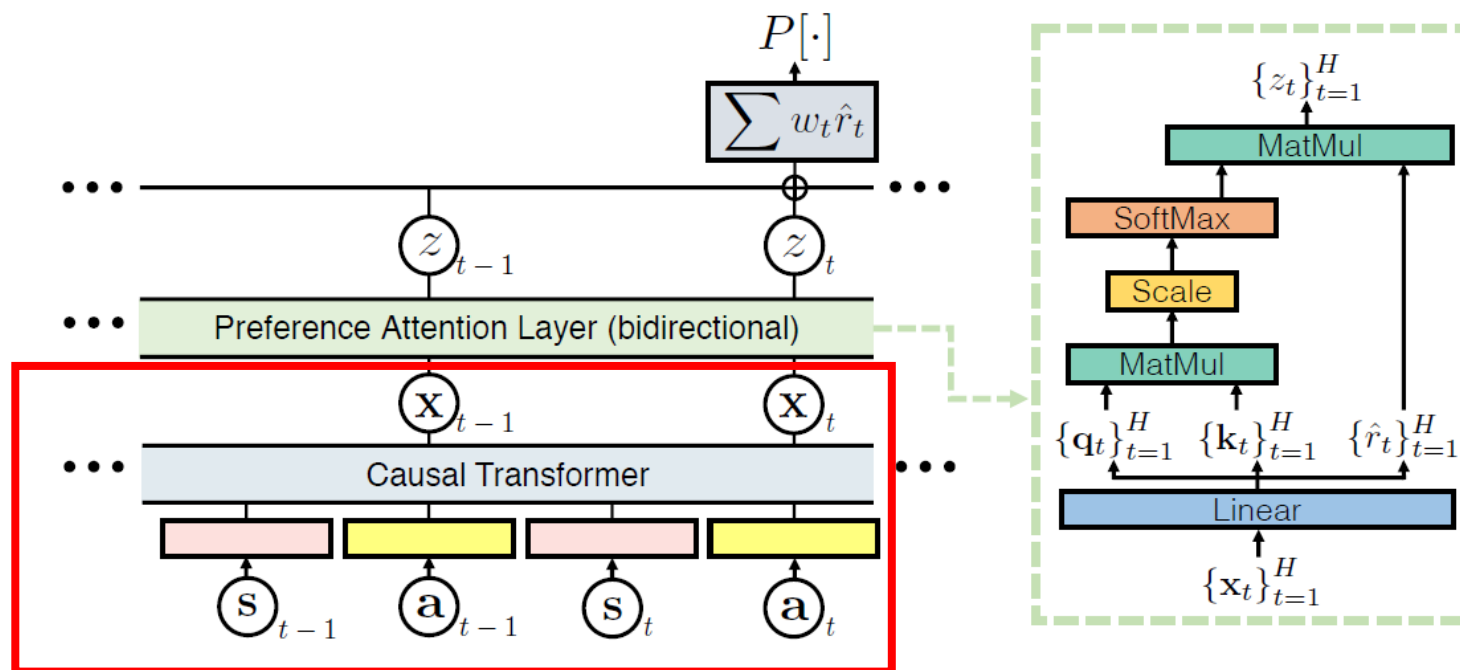 P[·]
∑ w_t r̂_t
••• •••
z_{t-1} z_t
••• Preference Attention Layer (bidirectional)
x_{t-1} x_t
••• Causal Transformer •••
s_{t-1} a_{t-1} s_t a_t
{z_t}_{t=1}^H
MatMul
SoftMax
Scale
MatMul
{q_t}_{t=1}^H {k_t}_{t=1}^H {r̂_t}_{t=1}^H
Linear
{x_t}_{t=1}^H